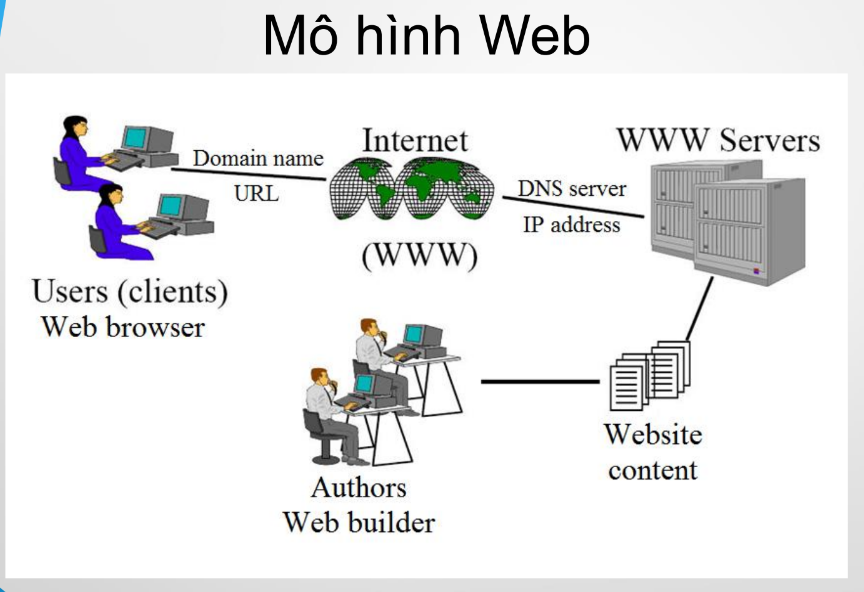 Mô hình Web
Internet
WWW Servers
Domain name
URL
DNS server
IP address
(WWW)
Users (clients)
Web browser
Website
content
Authors
Web builder